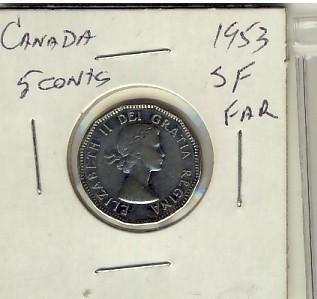 CANADA 1953
5 cents SF
FAR
ELIZABETH II DEI GRATIA REGINA